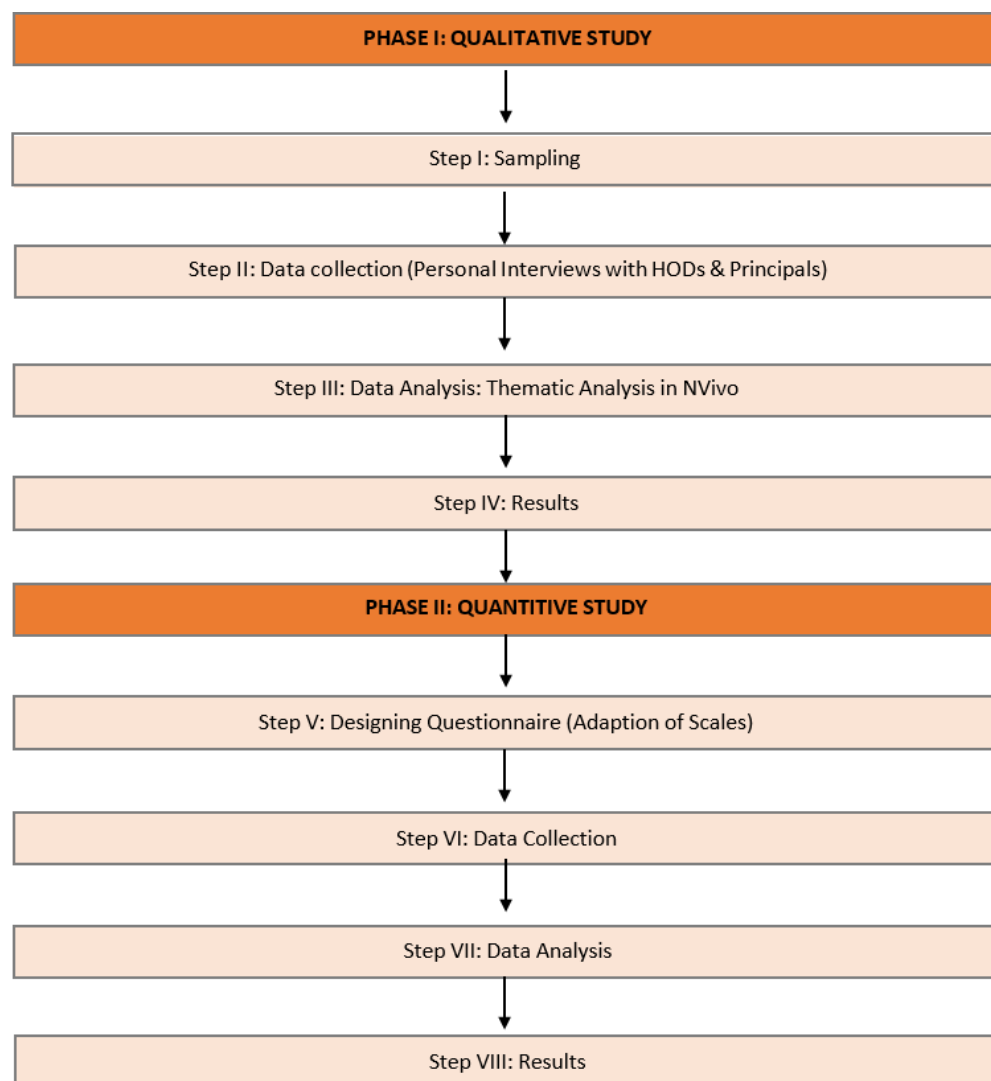 PHASE I: QUALITATIVE STUDY
Step I: Sampling
Step II: Data collection (Personal Interviews with HODs & Principals)
Step III: Data Analysis: Thematic Analysis in NVivo
Step IV: Results
PHASE II: QUANTITIVE STUDY
Step V: Designing Questionnaire (Adaption of Scales)
Step VI: Data Collection
Step VII: Data Analysis
Step VIII: Results